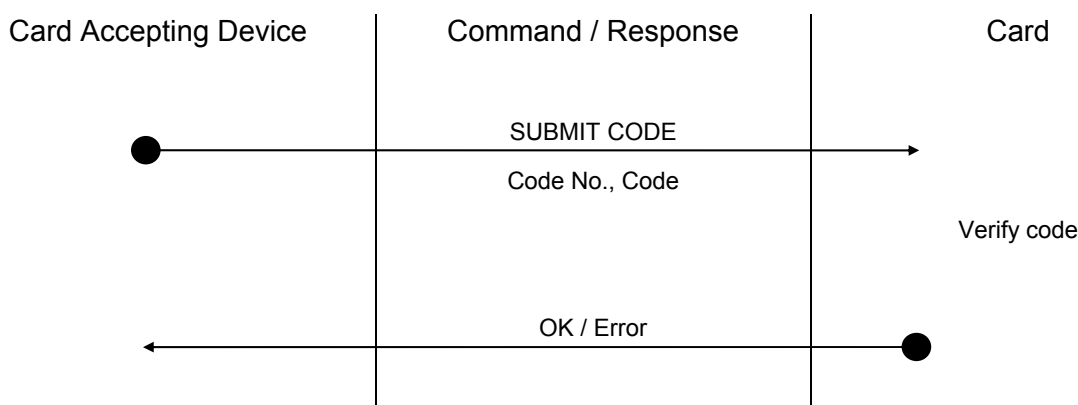 Card Accepting Device Command / Response Card
SUBMIT CODE
Code No., Code
Verify code
OK / Error